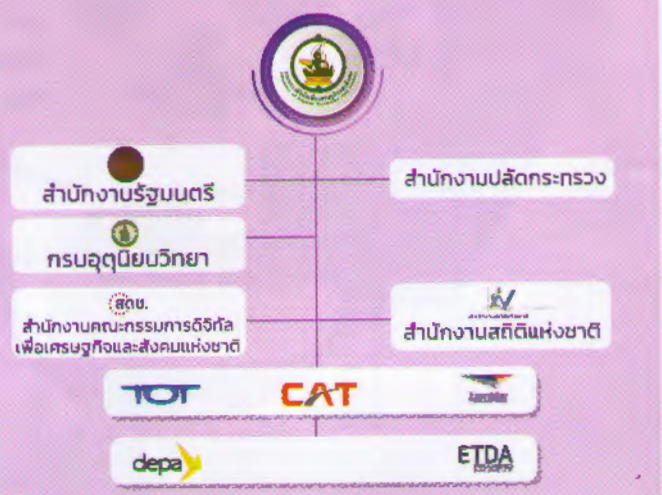 สำนักงานรัฐมนตรี
สำนักงานปลัดกระทรวง
กรมอุตุนิยมวิทยา
สดช.
สำนักงานคณะกรรมการดิจิทัล
เพื่อเศรษฐกิจและสังคมแห่งชาติ
สำนักงานสถิติแห่งชาติ
TOT
CAT
depa
ETDA